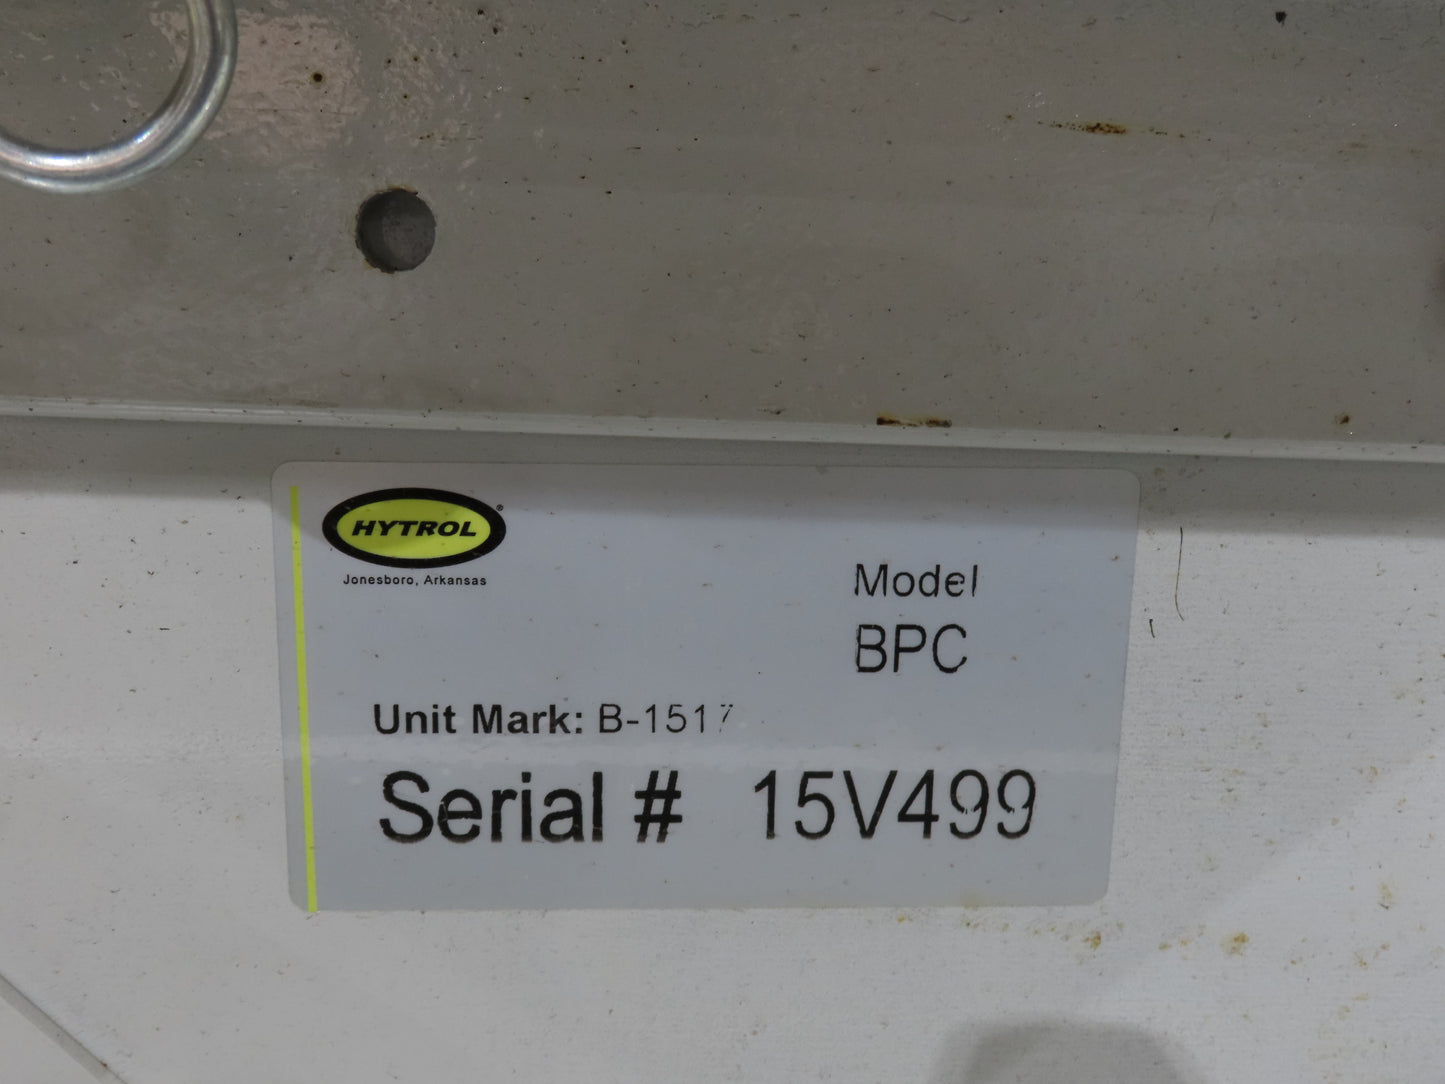 HYTROL®
Jonesboro, Arkansas
Model
BPC
Unit Mark: B-1517
Serial # 15V499